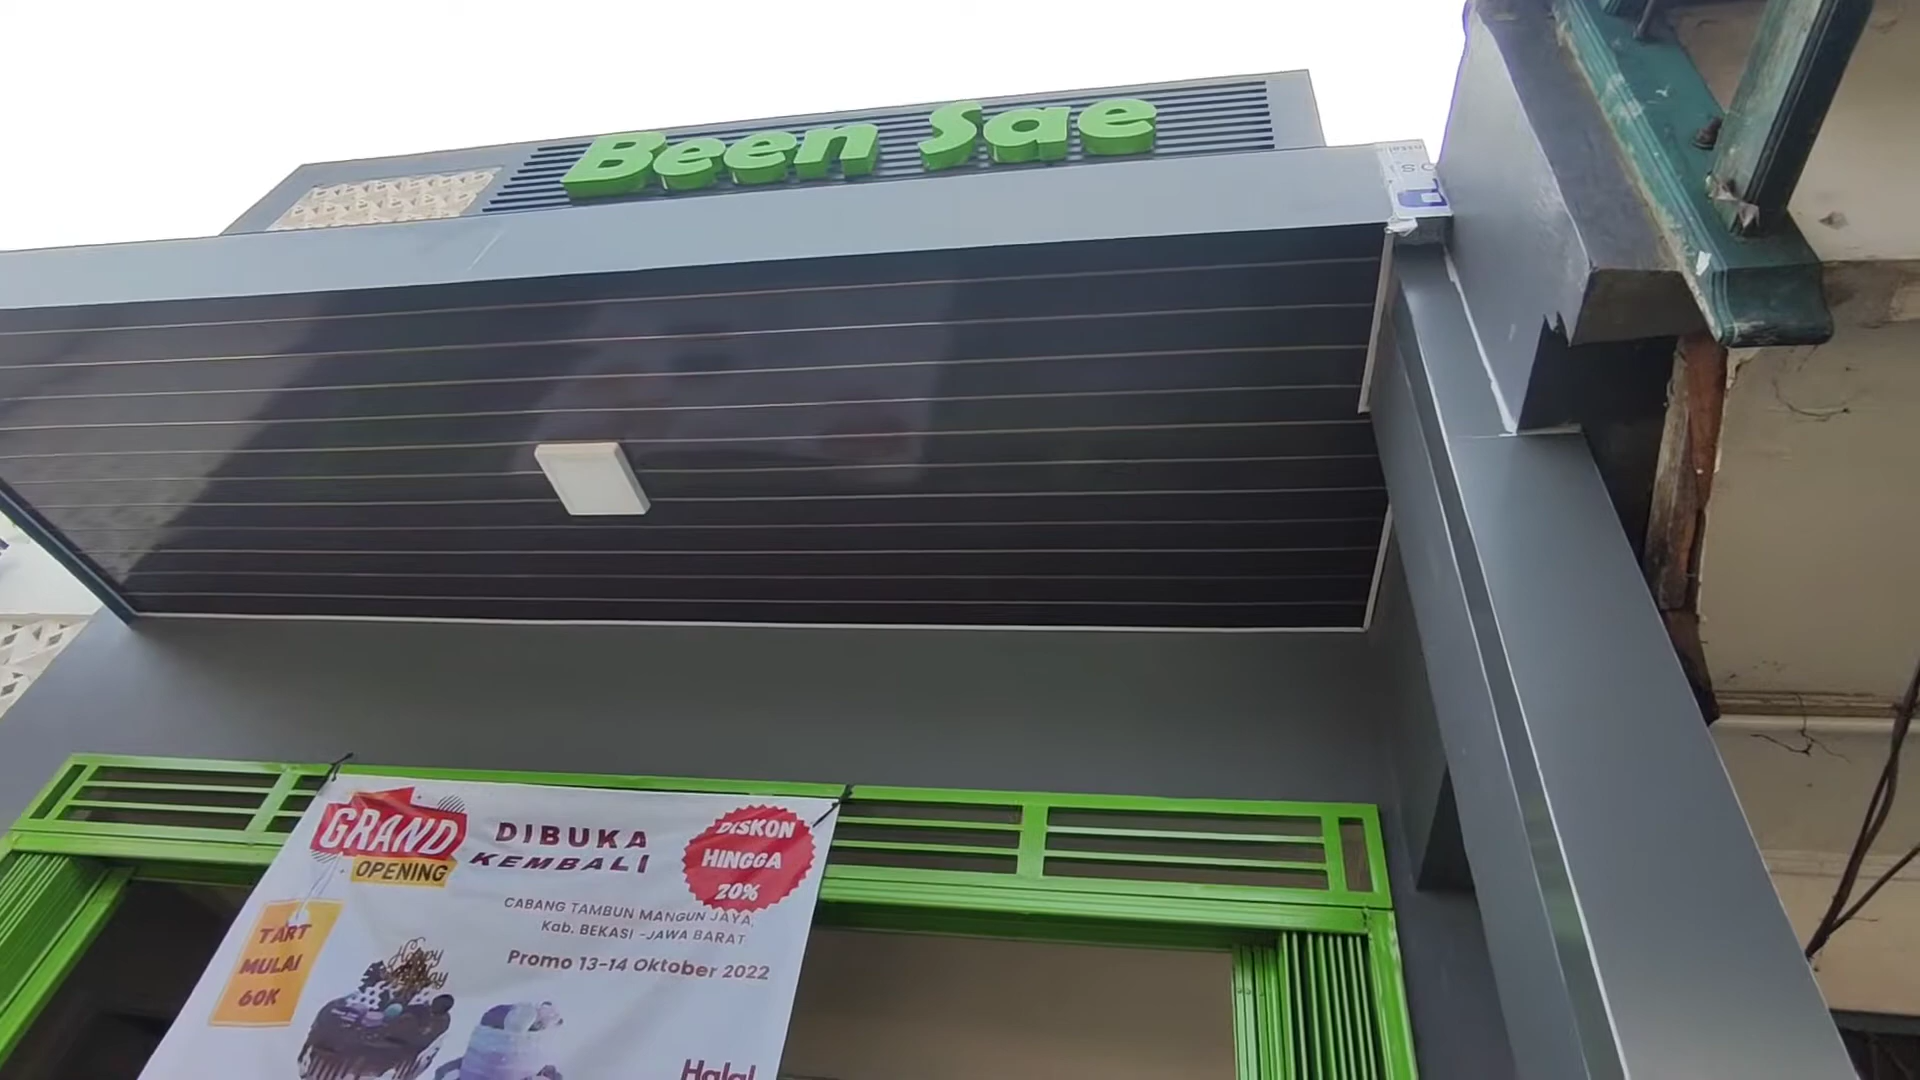 Been Sae
GRAND
OPENING
DIBUKA
KEMBALI
DISKON
HINGGA
20%
CABANG TAMBUN MANGUN JAYA,
Kab. BEKASI -JAWA BARAT
Promo 13-14 Oktober 2022
TART
MULAI
60K
Happy
Halal